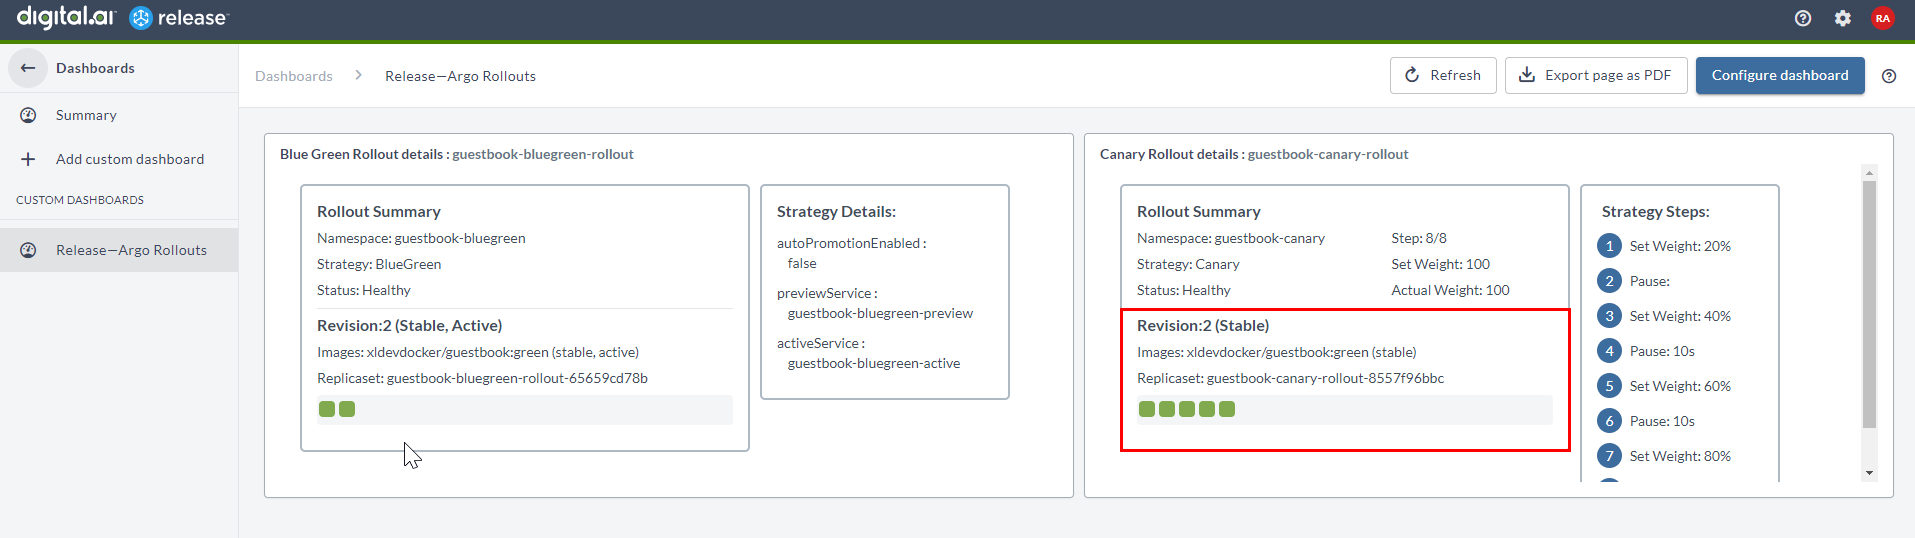 digital.ai release
RA
Dashboards
Summary
Add custom dashboard
CUSTOM DASHBOARDS
Release—Argo Rollouts
Dashboards > Release—Argo Rollouts
Refresh
Export page as PDF
Configure dashboard
Blue Green Rollout details : guestbook-bluegreen-rollout
Rollout Summary
Namespace: guestbook-bluegreen
Strategy: BlueGreen
Status: Healthy
Revision:2 (Stable, Active)
Images: xldevdocker/guestbook:green (stable, active)
Replicaset: guestbook-bluegreen-rollout-65659cd78b
Strategy Details:
autoPromotionEnabled :
false
previewService :
guestbook-bluegreen-preview
activeService :
guestbook-bluegreen-active
Canary Rollout details : guestbook-canary-rollout
Rollout Summary
Namespace: guestbook-canary
Step: 8/8
Strategy: Canary
Set Weight: 100
Status: Healthy
Actual Weight: 100
Revision:2 (Stable)
Images: xldevdocker/guestbook:green (stable)
Replicaset: guestbook-canary-rollout-8557f96bbc
Strategy Steps:
1 Set Weight: 20%
2 Pause:
3 Set Weight: 40%
4 Pause: 10s
5 Set Weight: 60%
6 Pause: 10s
7 Set Weight: 80%